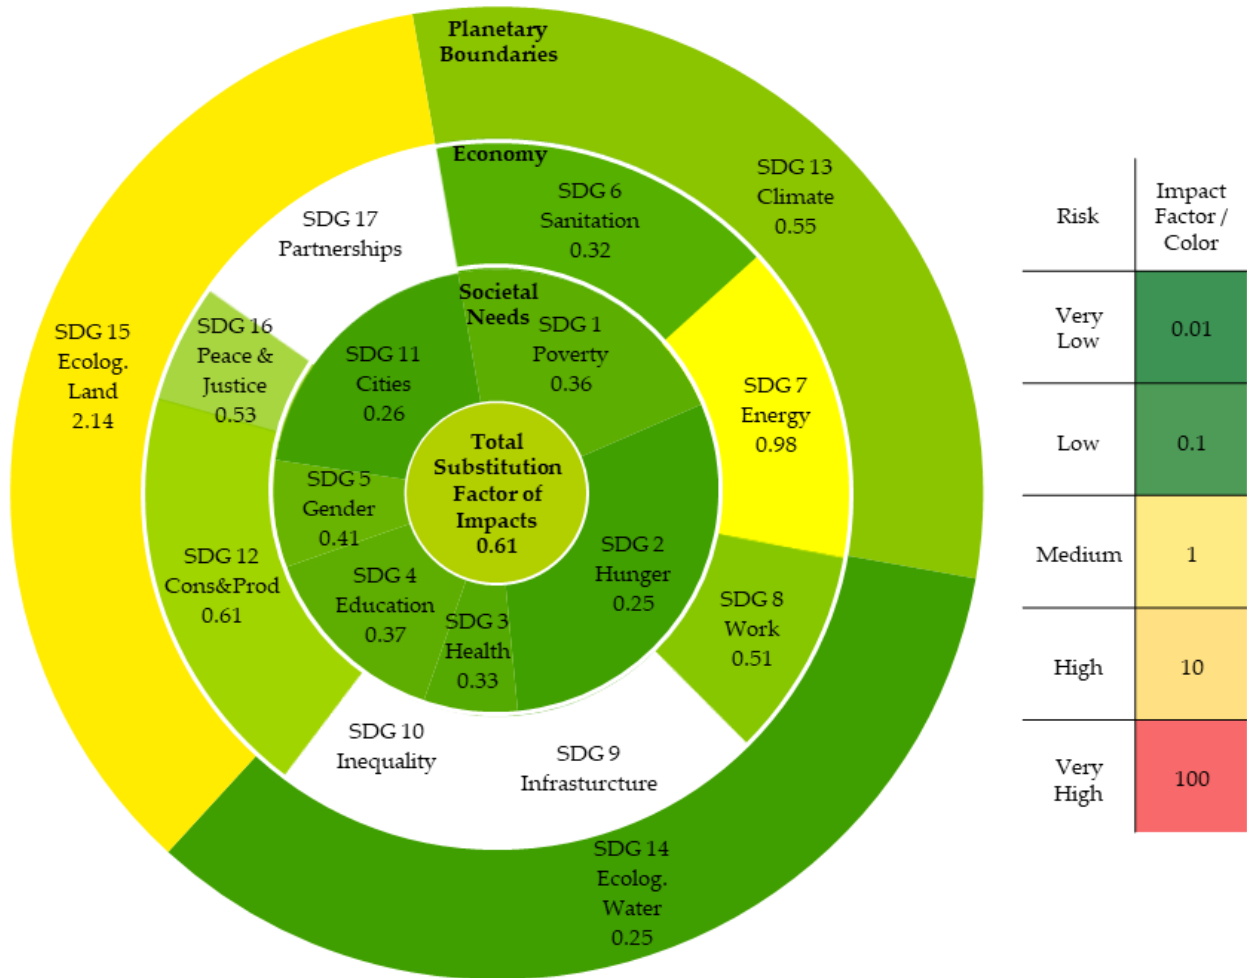 Planetary
Boundaries
SDG 13
Climate
0.55
SDG 14
Ecolog.
Water
0.25
SDG 15
Ecolog.
Land
2.14
Economy
SDG 6
Sanitation
0.32
SDG 7
Energy
0.98
SDG 8
Work
0.51
SDG 9
Infrasturcture
SDG 10
Inequality
SDG 12
Cons&Prod
0.61
SDG 16
Peace &
Justice
0.53
SDG 17
Partnerships
Societal
Needs
SDG 1
Poverty
0.36
SDG 2
Hunger
0.25
SDG 3
Health
0.33
SDG 4
Education
0.37
SDG 5
Gender
0.41
SDG 11
Cities
0.26
Total
Substitution
Factor of
Impacts
0.61
Risk
Impact
Factor /
Color
Very
Low
0.01
Low
0.1
Medium
1
High
10
Very
High
100